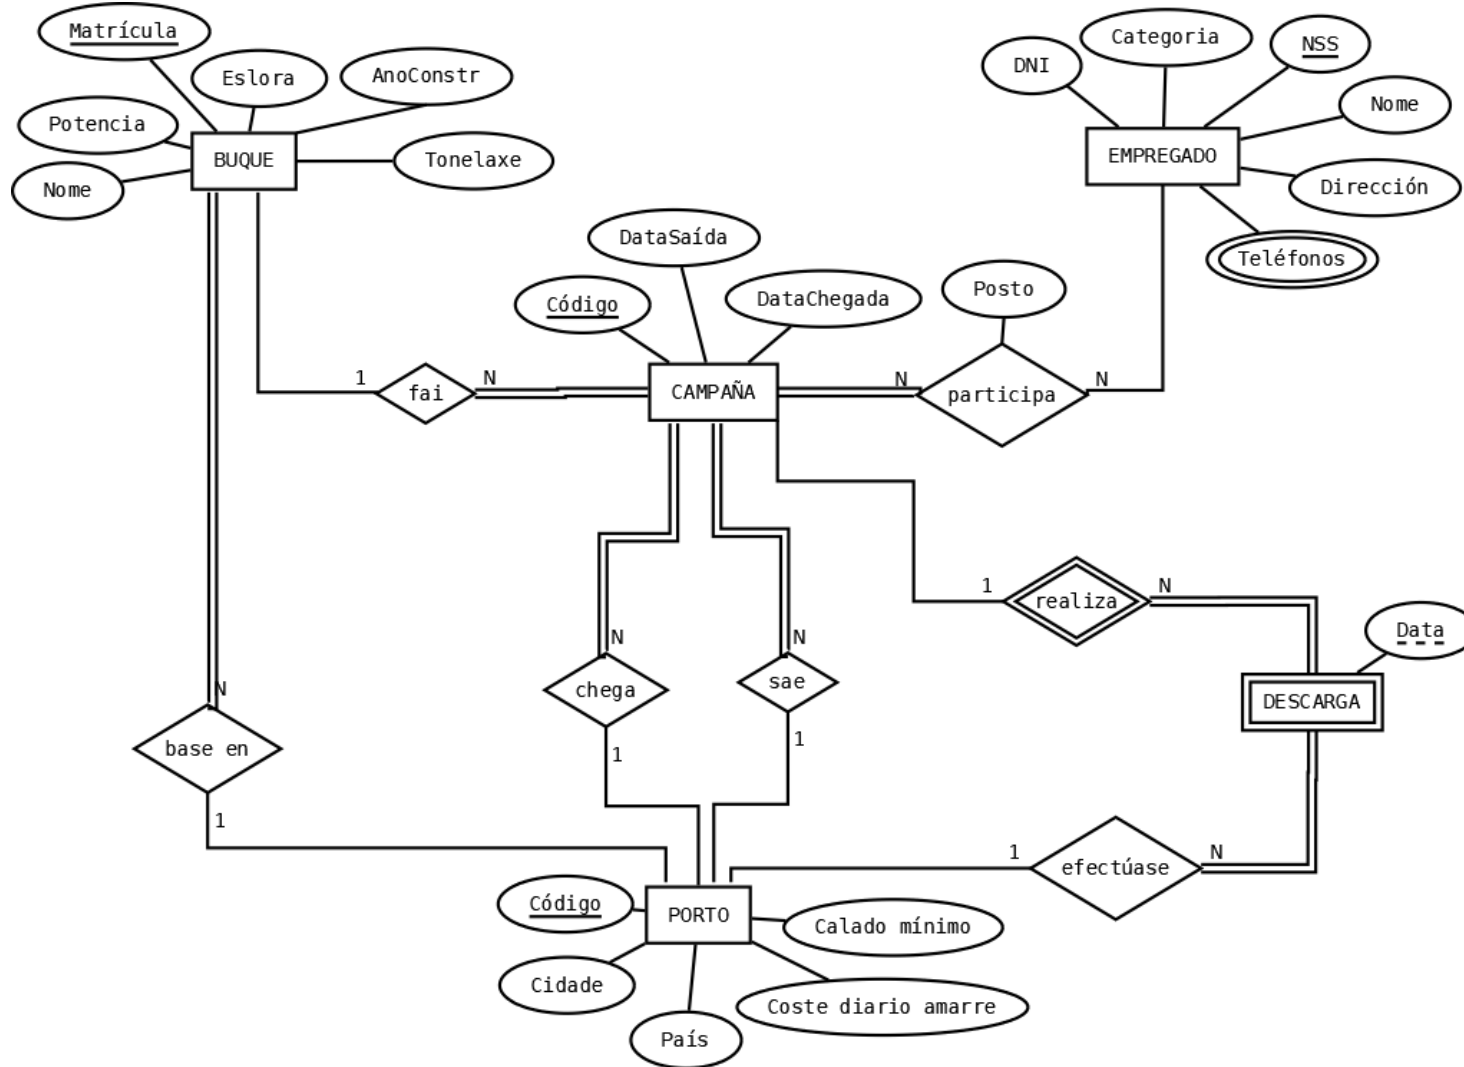 Matrícula
Eslora
AnoConstr
Potencia
BUQUE
Tonelaxe
Nome
Categoria
NSS
DNI
Nome
EMPREGADO
Dirección
Teléfonos
DataSaída
Código
DataChegada
Posto
1
fai
N
CAMPAÑA
N
participa
N
1
realiza
N
Data
N
chega
1
N
sae
1
DESCARGA
N
base en
1
1
efectúase
N
Código
PORTO
Calado mínimo
Cidade
Coste diario amarre
País